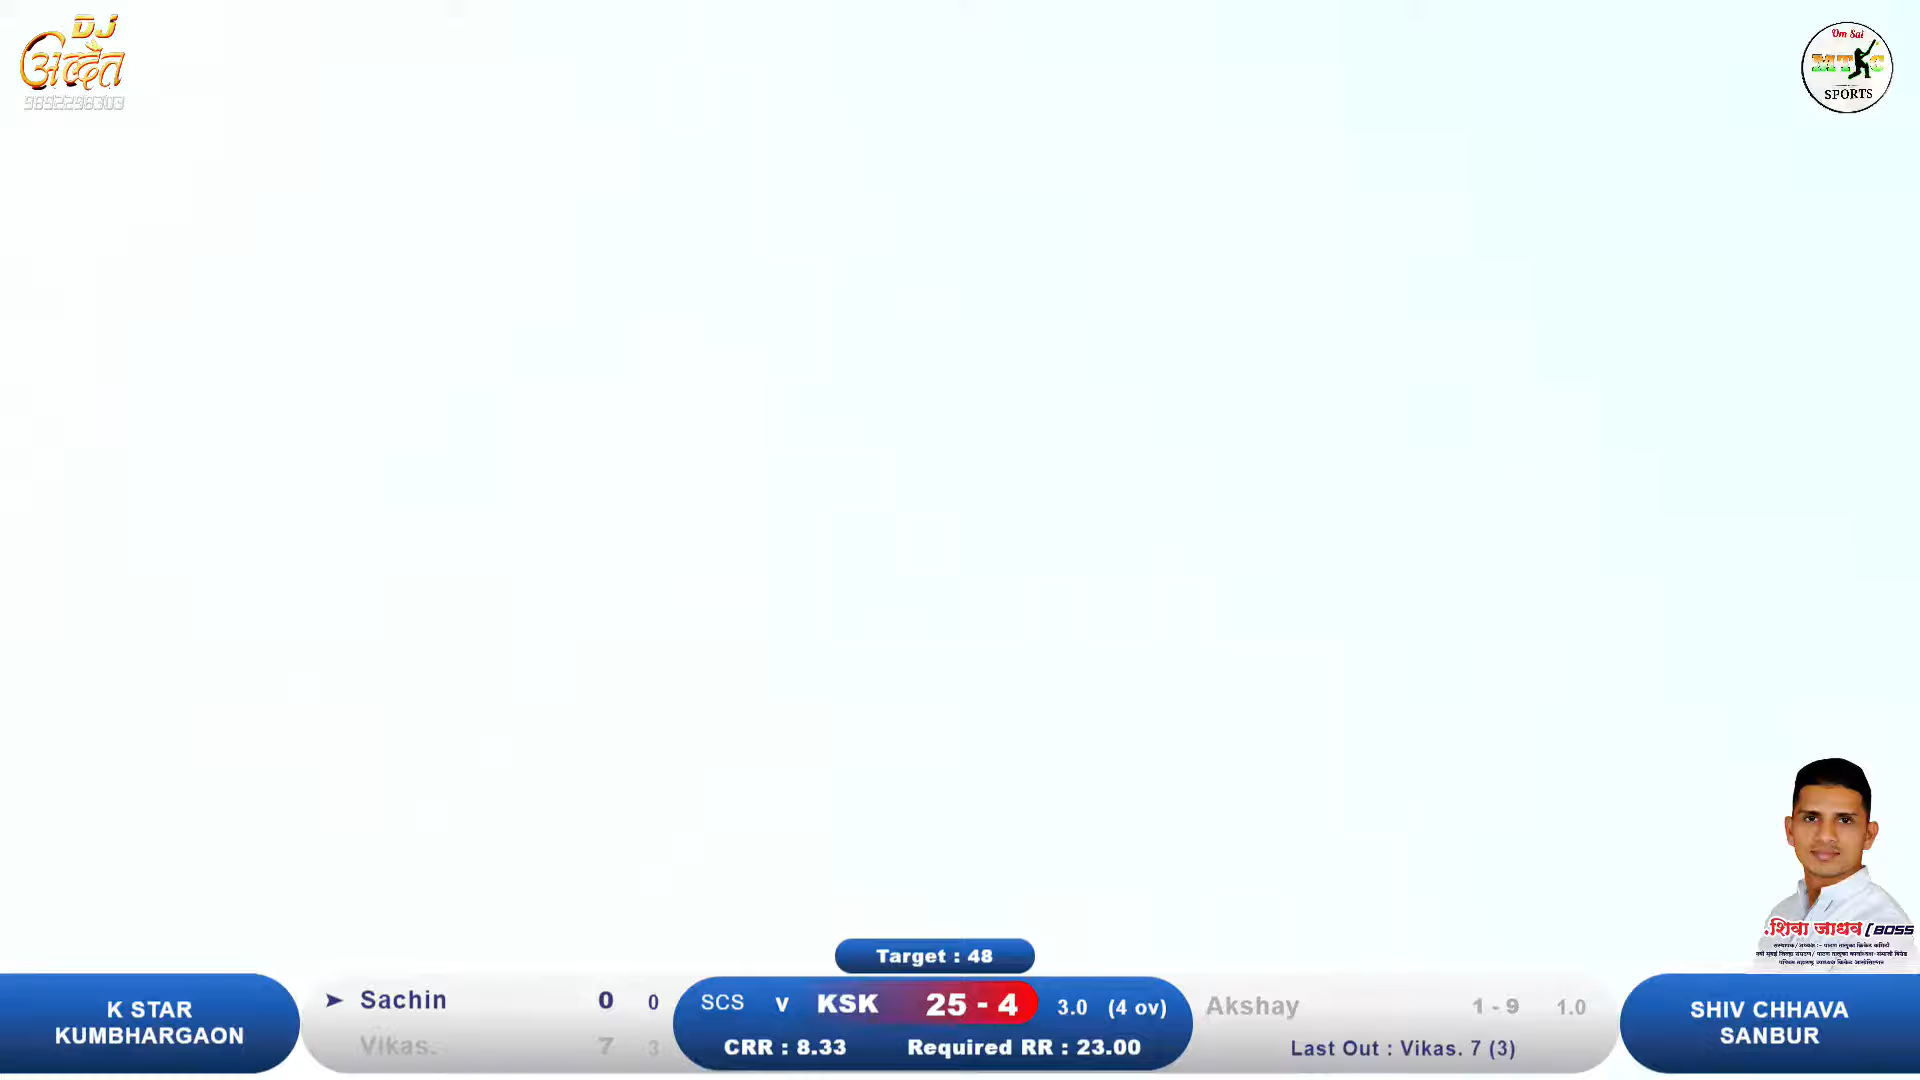 DJ
अद्वैत
9892298303
Om Sai
SPORTS
.शिवा जाधव (BOSS
Target : 48
K STAR
KUMBHARGAON
➤ Sachin 0 0
Vikas. 7 3
SCS v KSK 25 - 4 3.0 (4 ov)
CRR : 8.33 Required RR : 23.00
Akshay 1 - 9 1.0
Last Out : Vikas. 7 (3)
SHIV CHHAVA
SANBUR